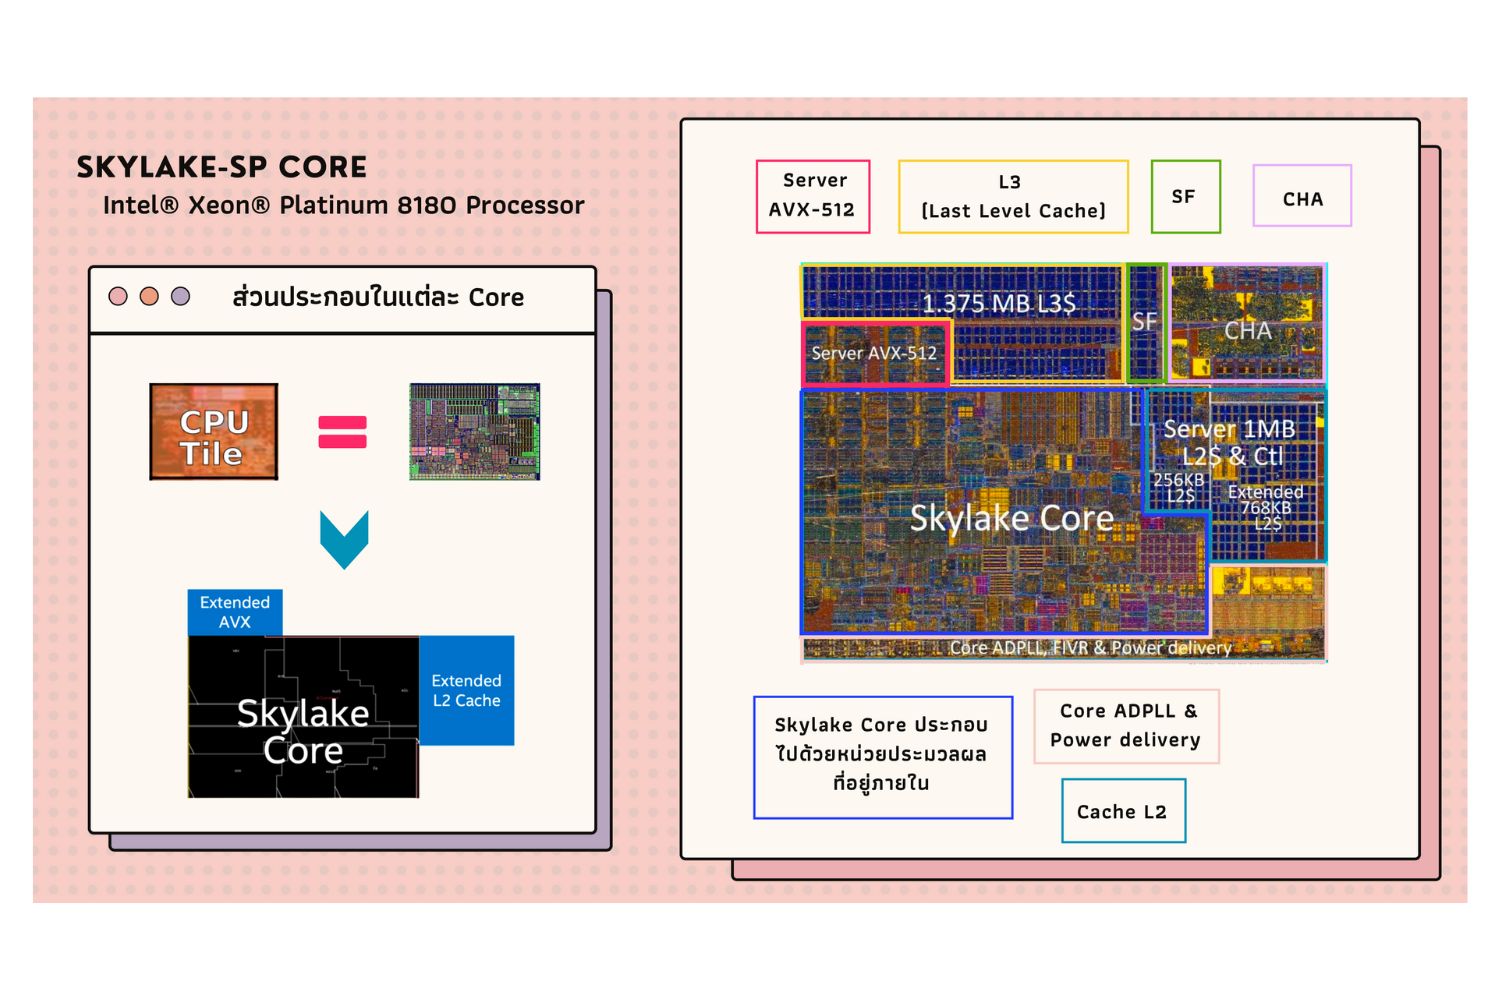 SKYLAKE-SP CORE
Intel® Xeon® Platinum 8180 Processor
ส่วนประกอบในแต่ละ Core
CPU
Tile
Extended
AVX
Skylake
Core
Extended
L2 Cache
Server
AVX-512
L3
(Last Level Cache)
SF
CHA
1.375 MB L3$
SF
CHA
Server AVX-512
Server 1MB
L2$ & Ctl
256KB
L2$
Extended
768KB
L2$
Skylake Core
Core ADPLL, FIVR & Power delivery
Skylake Core ประกอบ
ไปด้วยหน่วยประมวลผล
ที่อยู่ภายใน
Core ADPLL &
Power delivery
Cache L2